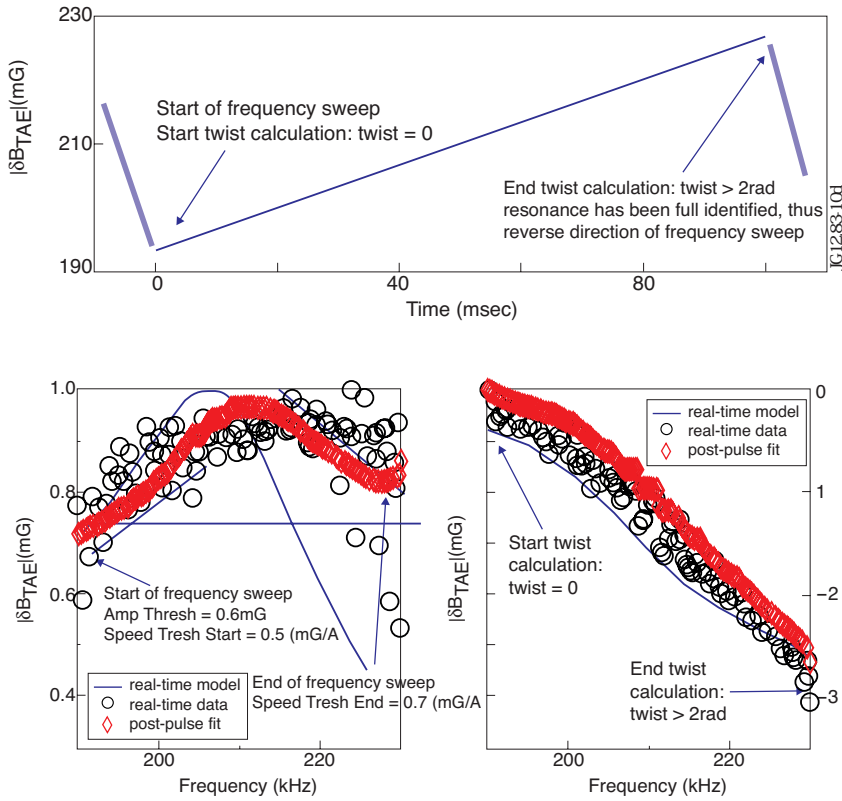 230
210
190
|δBTAE|(mG)
Start of frequency sweep
Start twist calculation: twist = 0
End twist calculation: twist > 2rad
resonance has been full identified, thus
reverse direction of frequency sweep
JG12.83-10d
0
40
80
Time (msec)
1.0
0.8
0.6
0.4
|δBTAE|(mG)
Start of frequency sweep
Amp Thresh = 0.6mG
Speed Tresh Start = 0.5 (mG/A
real-time model
real-time data
post-pulse fit
End of frequency sweep
Speed Tresh End = 0.7 (mG/A
200
220
Frequency (kHz)
|δBTAE|(mG)
real-time model
real-time data
post-pulse fit
Start twist
calculation:
twist = 0
End twist
calculation:
twist > 2rad
0
−1
−2
−3
200
220
Frequency (kHz)